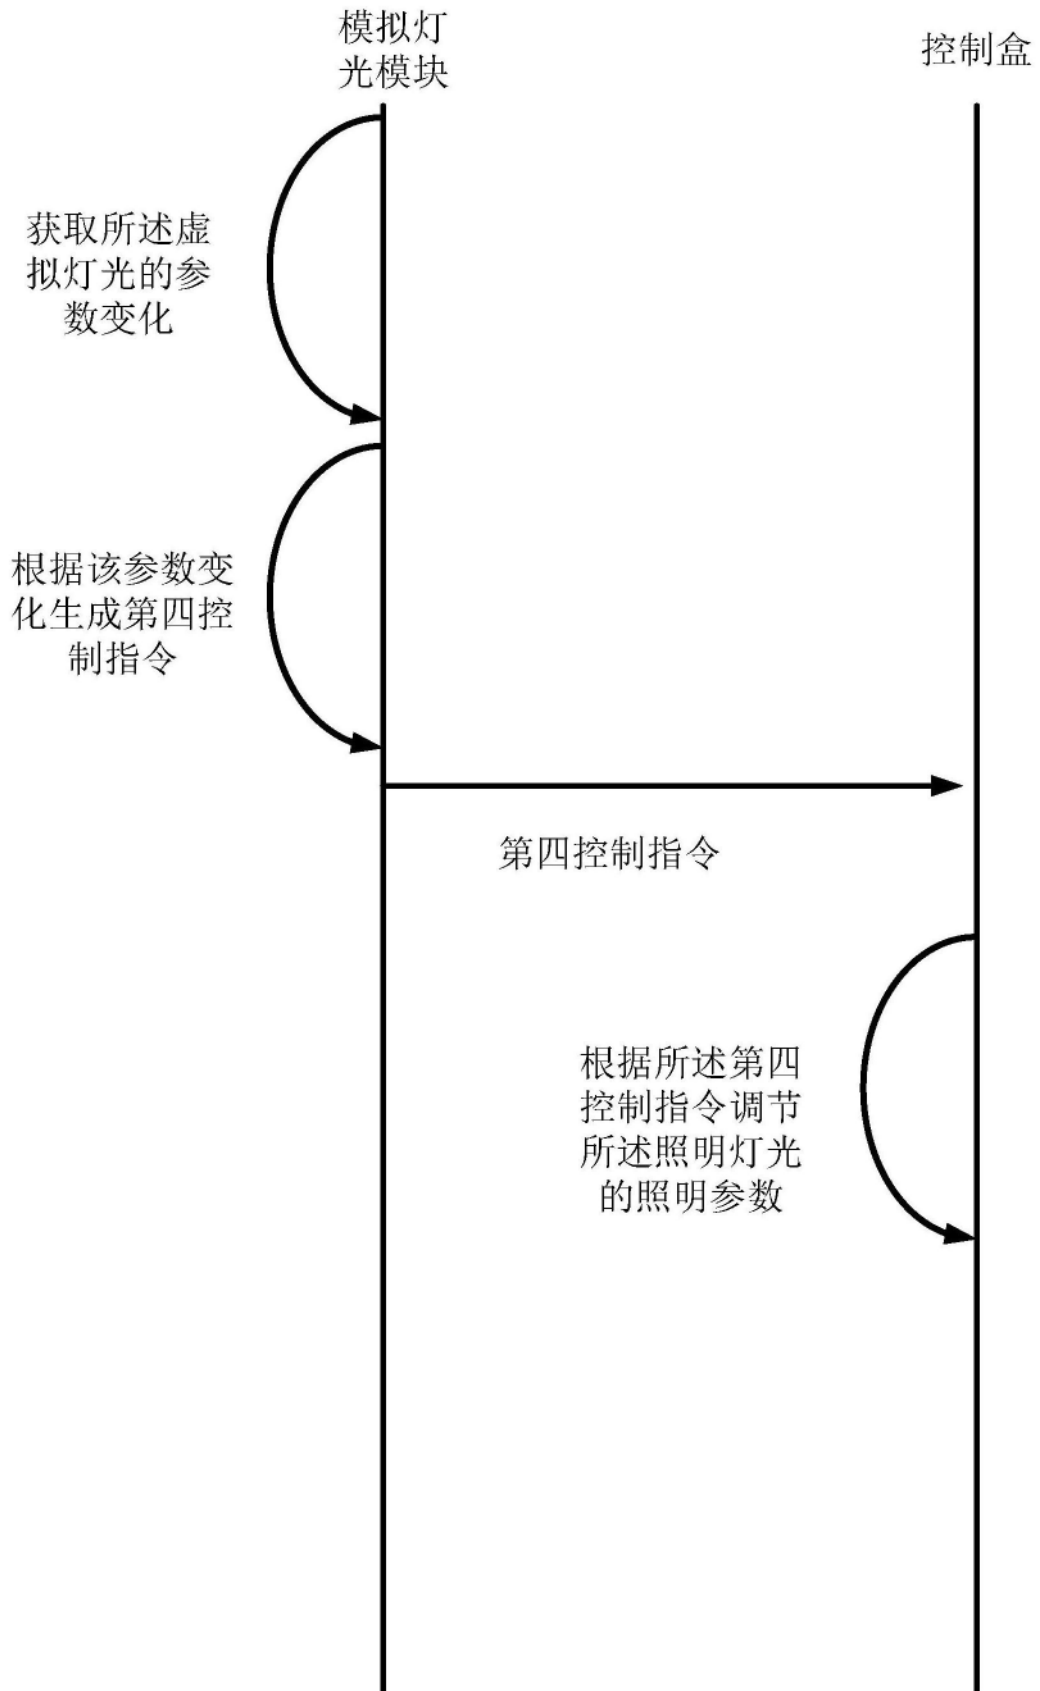 模拟灯
光模块
控制盒
获取所述虚
拟灯光的参
数变化
根据该参数变
化生成第四控
制指令
第四控制指令
根据所述第四
控制指令调节
所述照明灯光
的照明参数